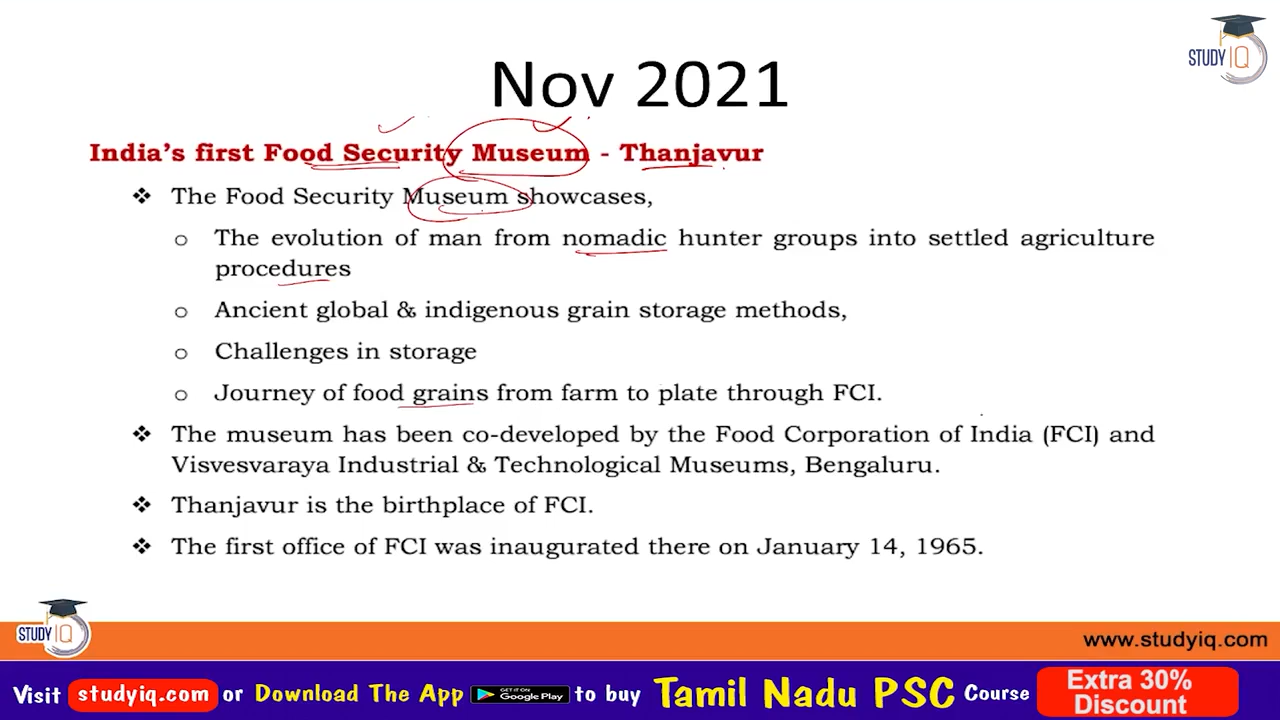 STUDY IQ
Nov 2021
India's first Food Security Museum - Thanjavur
❖ The Food Security Museum showcases,
o The evolution of man from nomadic hunter groups into settled agriculture
procedures
o Ancient global & indigenous grain storage methods,
o Challenges in storage
o Journey of food grains from farm to plate through FCI.
❖ The museum has been co-developed by the Food Corporation of India (FCI) and
Visvesvaraya Industrial & Technological Museums, Bengaluru.
❖ Thanjavur is the birthplace of FCI.
❖ The first office of FCI was inaugurated there on January 14, 1965.
STUDY IQ
www.studyiq.com
Visit studyiq.com or Download The App GET IT ON Google Play to buy Tamil Nadu PSC Course Extra 30%
Discount